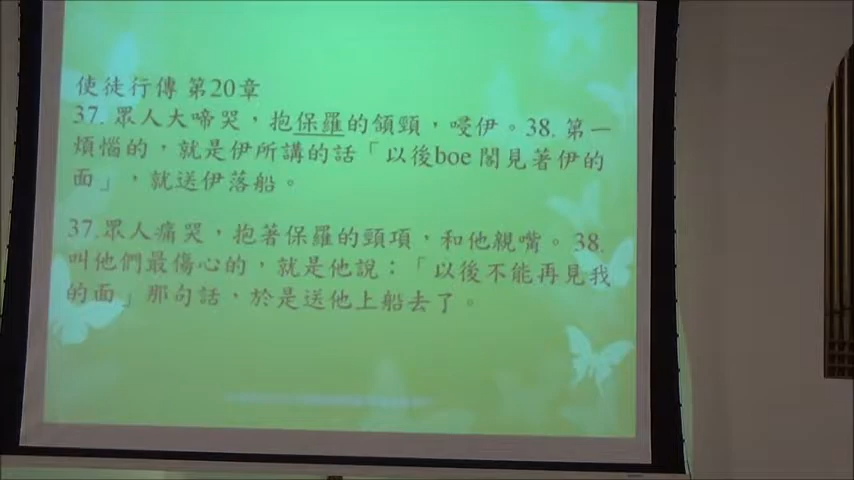 使徒行傳 第20章
37. 眾人大啼哭，抱保羅的頷頸，唚伊。38. 第一
煩惱的，就是伊所講的話「以後boe 閣見著伊的
面」，就送伊落船。
37.眾人痛哭，抱著保羅的頸項，和他親嘴。38.
叫他們最傷心的，就是他說：「以後不能再見我
的面」那句話，於是送他上船去了。